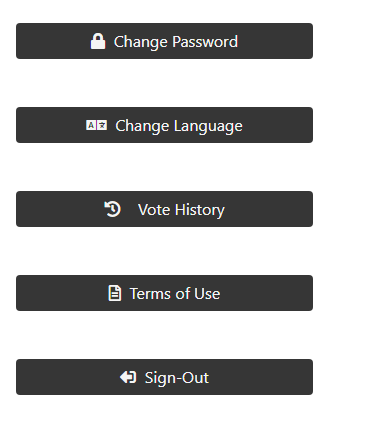 Change Password
Change Language
Vote History
Terms of Use
Sign-Out